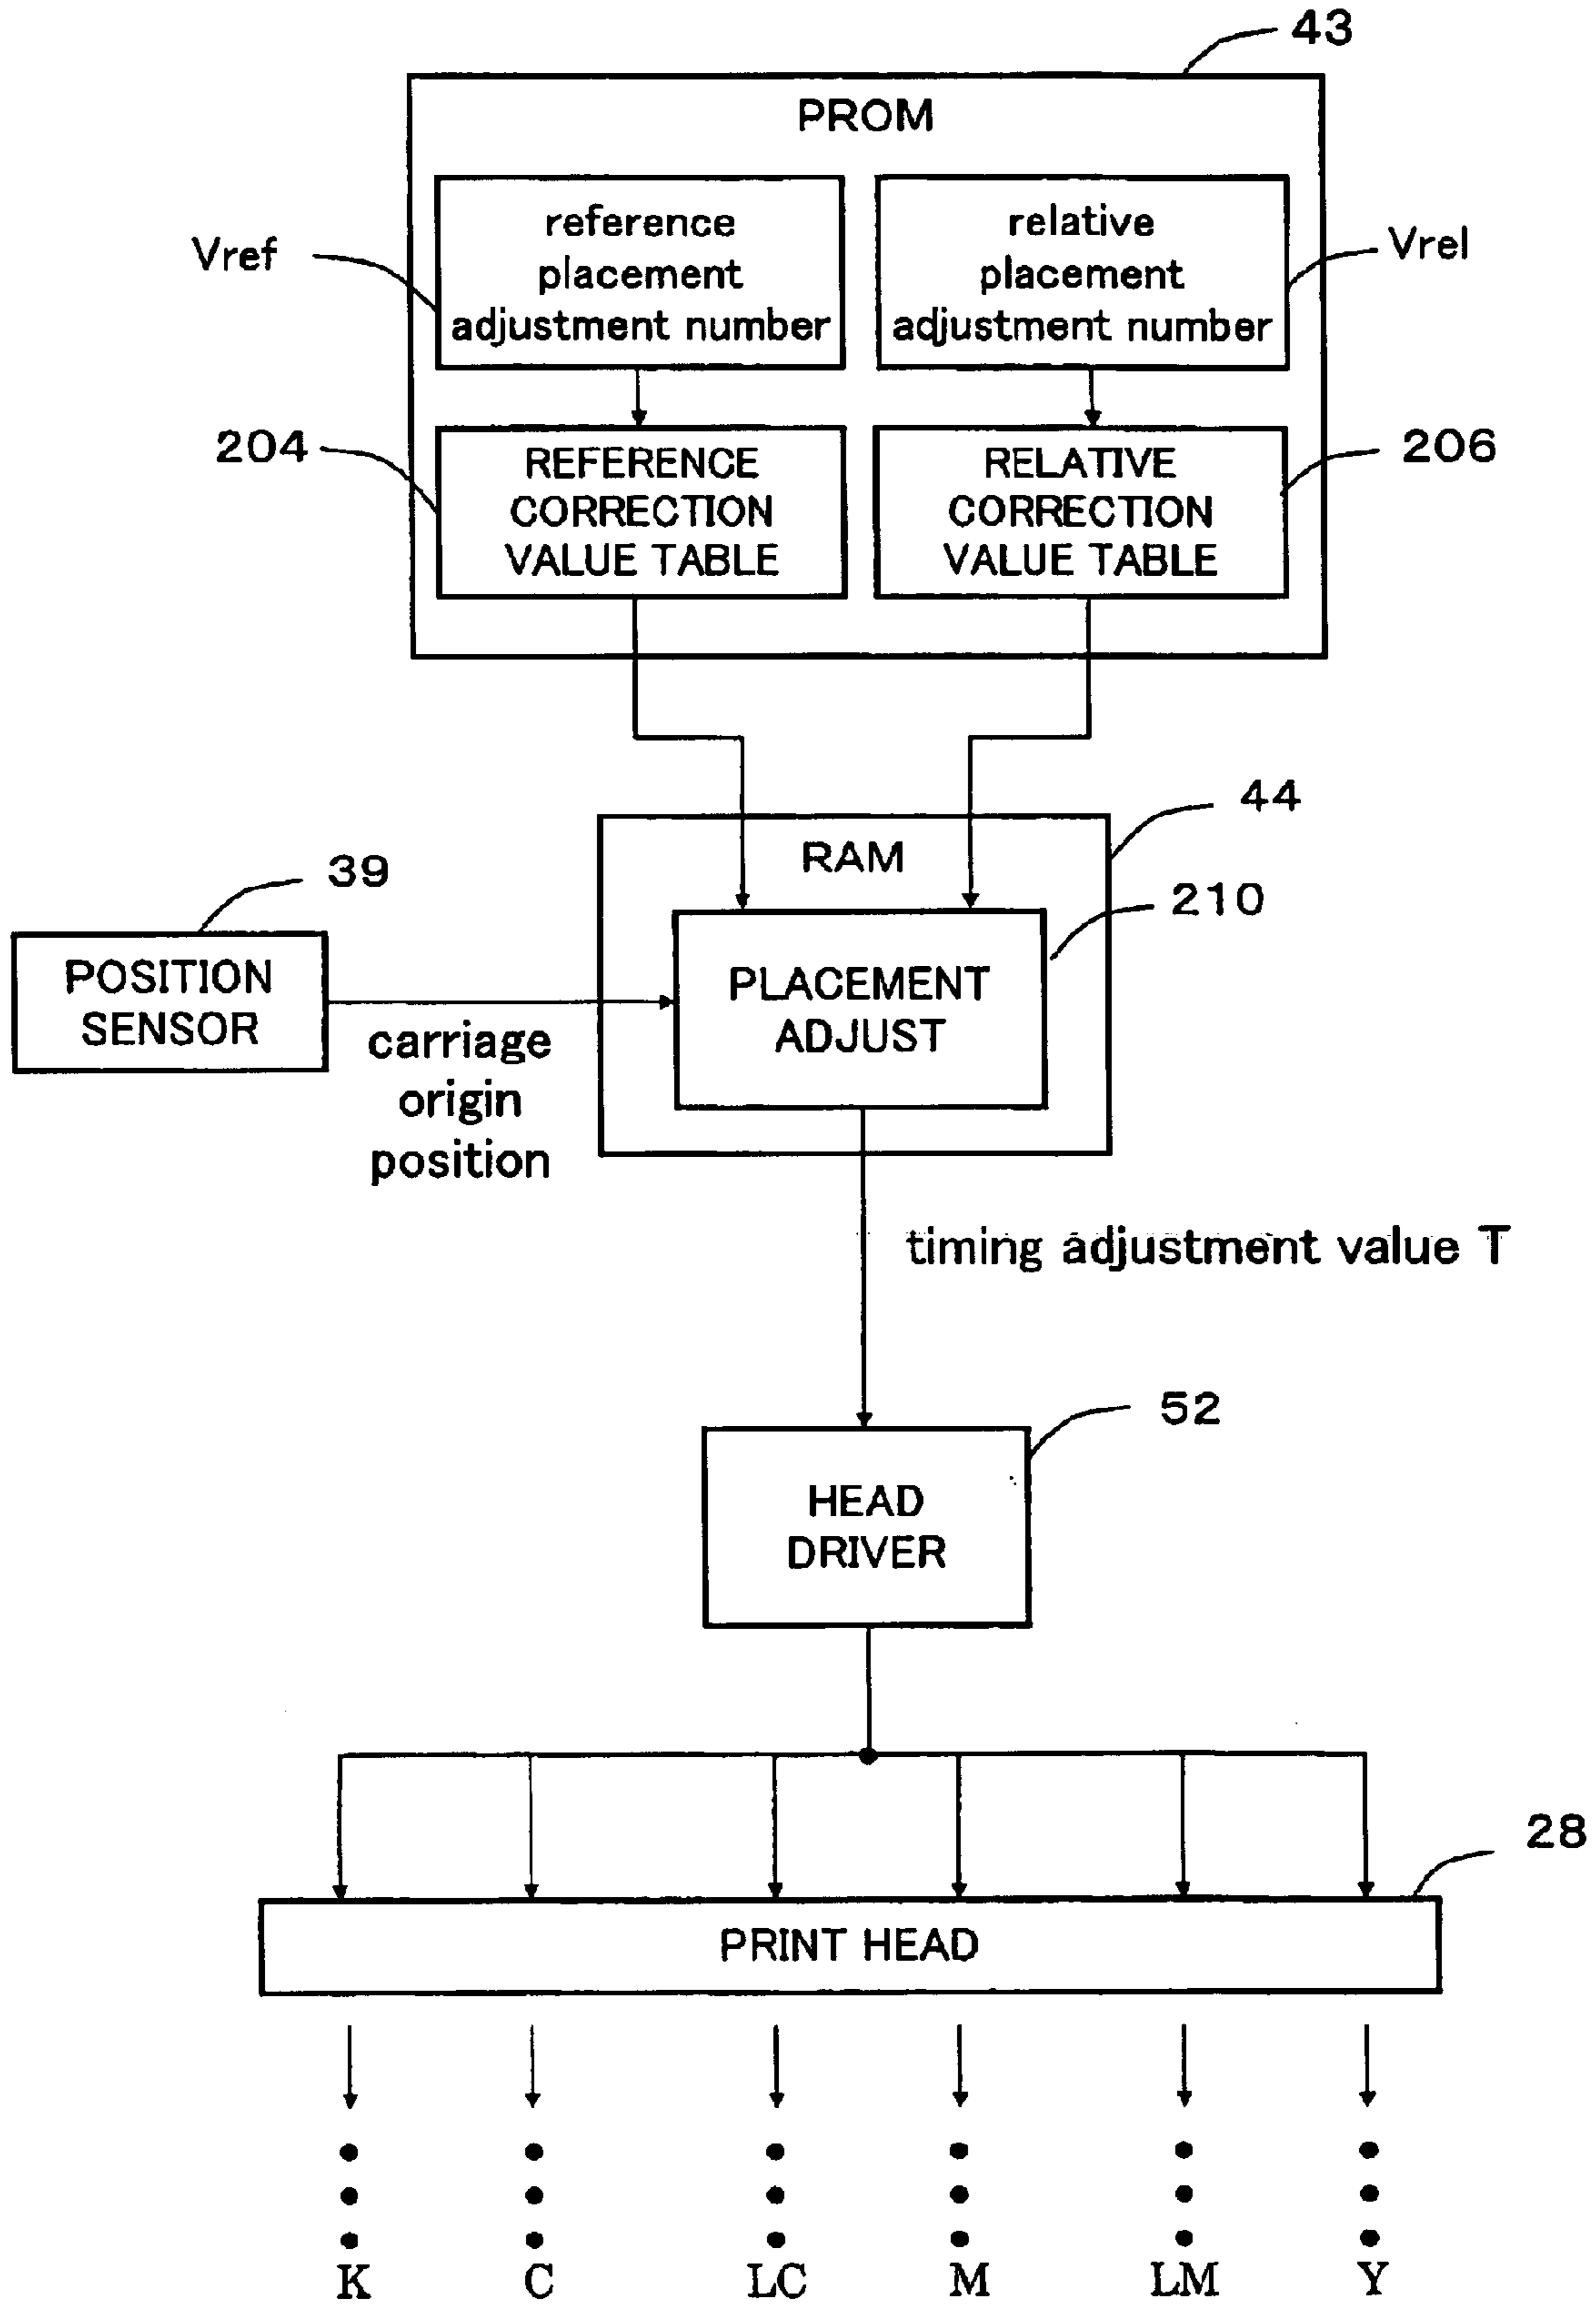 43
PROM
reference
placement
adjustment number
relative
placement
adjustment number
Vref
Vrel
204
REFERENCE
CORRECTION
VALUE TABLE
RELATIVE
CORRECTION
VALUE TABLE
206
44
RAM
39
210
POSITION
SENSOR
PLACEMENT
ADJUST
carriage
origin
position
timing adjustment value T
52
HEAD
DRIVER
28
PRINT HEAD
K C LC M LM Y